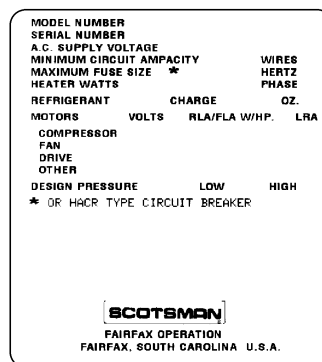 MODEL NUMBER
SERIAL NUMBER
A.C. SUPPLY VOLTAGE
MINIMUM CIRCUIT AMPACITY WIRES
MAXIMUM FUSE SIZE * HERTZ
HEATER WATTS PHASE
REFRIGERANT CHARGE OZ.
MOTORS VOLTS RLA/FLA W/HP. LRA
COMPRESSOR
FAN
DRIVE
OTHER
DESIGN PRESSURE LOW HIGH
* OR HACR TYPE CIRCUIT BREAKER
SCOTSMAN
FAIRFAX OPERATION
FAIRFAX, SOUTH CAROLINA U.S.A.